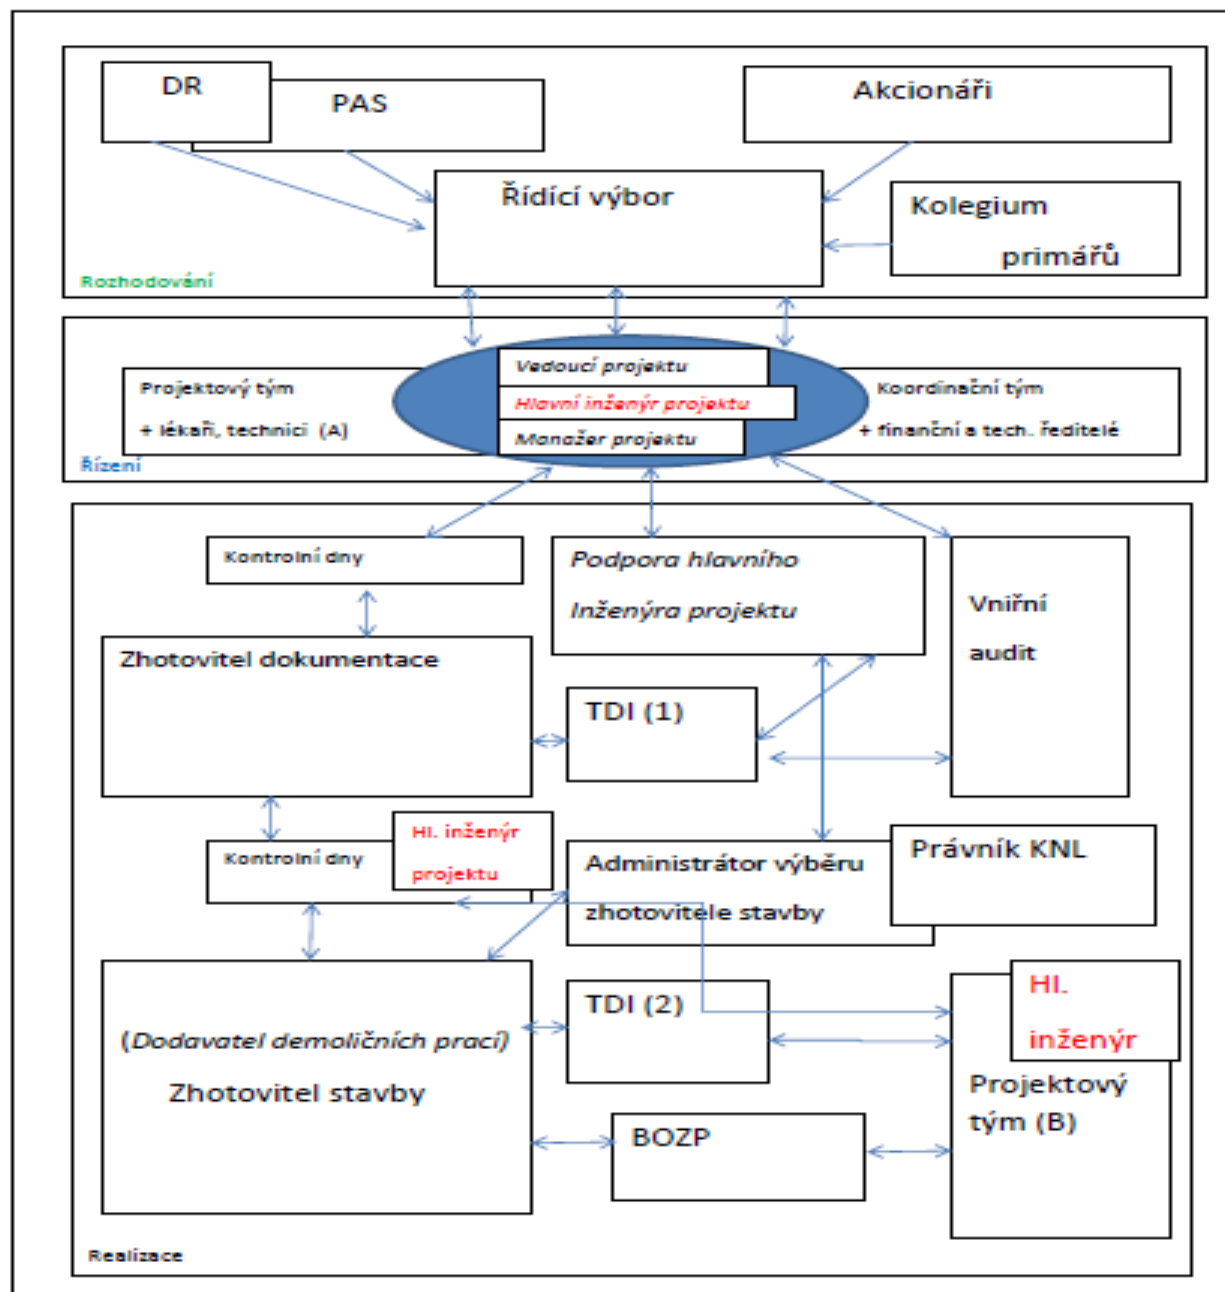 DR
PAS
Akcionáři
Řídící výbor
Kolegium
primářů
Rozhodování
Vedoucí projektu
Projektový tým
Hlavní inženýr projektu
Koordinační tým
+ lékaři, technici (A)
Manažer projektu
+ finanční a tech. ředitelé
Řízení
Kontrolní dny
Podpora hlavního
Inženýra projektu
Vniřní
audit
Zhotovitel dokumentace
TDI (1)
Hl. inženýr
projektu
Kontrolní dny
Administrátor výběru
zhotovitele stavby
Právník KNL
(Dodavatel demoličních prací)
Zhotovitel stavby
TDI (2)
Hl.
inženýr
Projektový
tým (B)
BOZP
Realizace